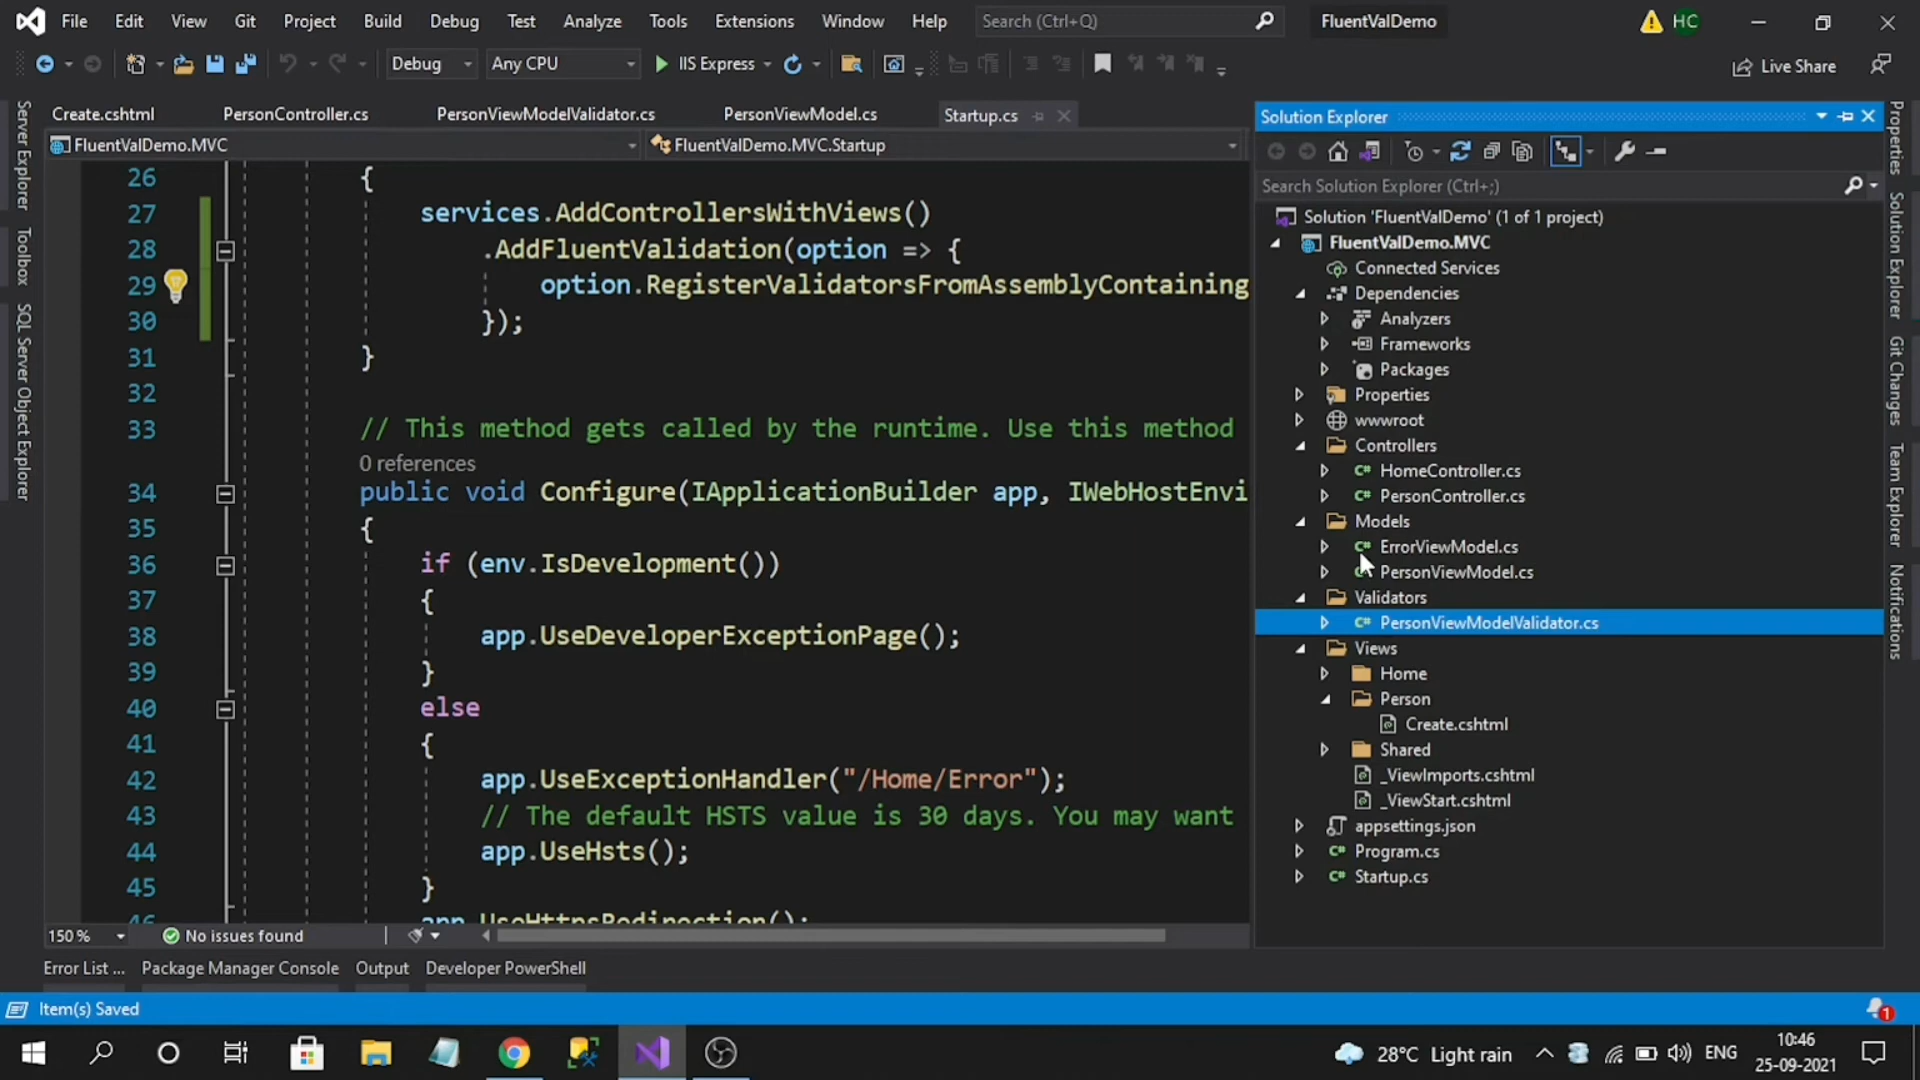 File Edit View Git Project Build Debug Test Analyze Tools Extensions Window Help Search (Ctrl+Q) FluentValDemo HC
Debug Any CPU IIS Express Live Share
Create.cshtml PersonController.cs PersonViewModelValidator.cs PersonViewModel.cs Startup.cs
FluentValDemo.MVC FluentValDemo.MVC.Startup
Server Explorer
Toolbox
SQL Server Object Explorer
26 {
27 services.AddControllersWithViews()
28 .AddFluentValidation(option => {
29 option.RegisterValidatorsFromAssemblyContaining
30 });
31 }
32
33 // This method gets called by the runtime. Use this method
0 references
34 public void Configure(IApplicationBuilder app, IWebHostEnvi
35 {
36 if (env.IsDevelopment())
37 {
38 app.UseDeveloperExceptionPage();
39 }
40 else
41 {
42 app.UseExceptionHandler("/Home/Error");
43 // The default HSTS value is 30 days. You may want
44 app.UseHsts();
45 }
46 app.UseHttpsRedirection();
150 % No issues found
Error List ... Package Manager Console Output Developer PowerShell
Solution Explorer
Search Solution Explorer (Ctrl+;)
Solution 'FluentValDemo' (1 of 1 project)
FluentValDemo.MVC
Connected Services
Dependencies
Analyzers
Frameworks
Packages
Properties
wwwroot
Controllers
HomeController.cs
PersonController.cs
Models
ErrorViewModel.cs
PersonViewModel.cs
Validators
PersonViewModelValidator.cs
Views
Home
Person
Create.cshtml
Shared
_ViewImports.cshtml
_ViewStart.cshtml
appsettings.json
Program.cs
Startup.cs
Properties
Solution Explorer
Git Changes
Team Explorer
Notifications
Item(s) Saved 1
28°C Light rain ENG 10:46
25-09-2021